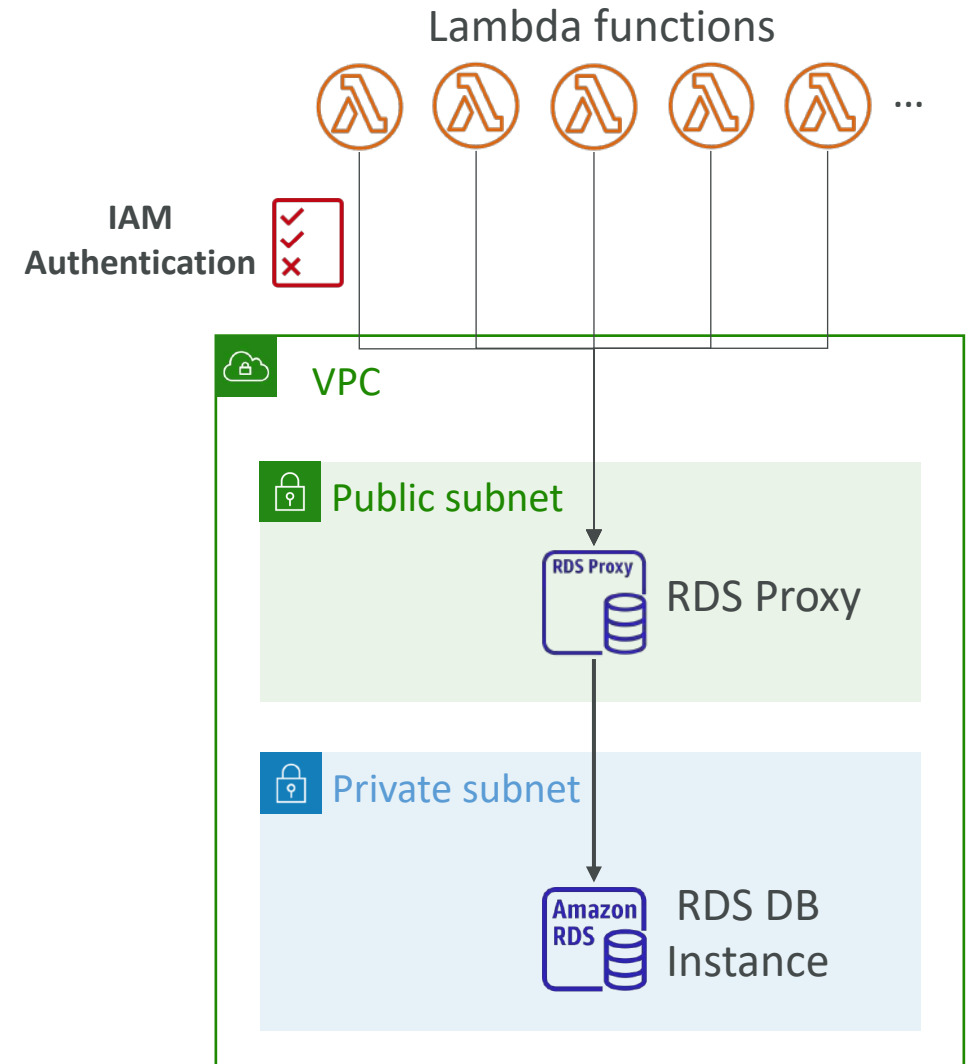 Lambda functions
...
IAM
Authentication
VPC
Public subnet
RDS Proxy
RDS Proxy
Private subnet
Amazon
RDS
RDS DB
Instance